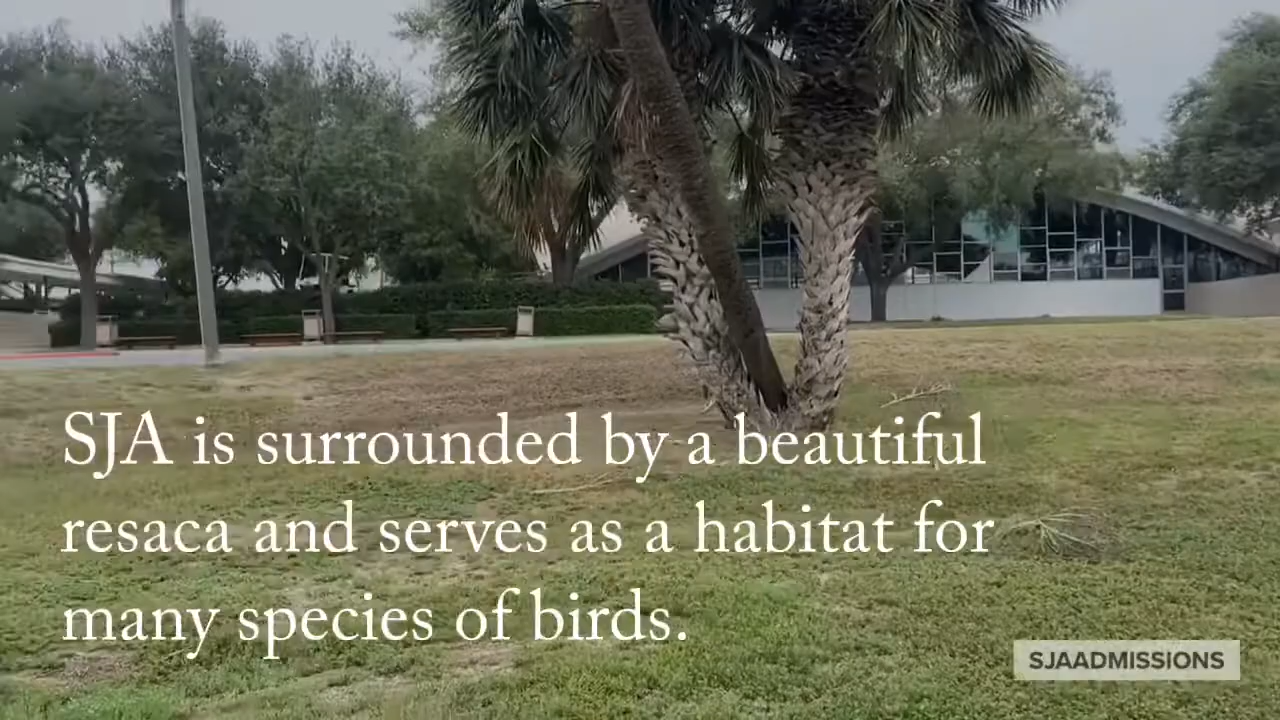 SJA is surrounded by a beautiful
resaca and serves as a habitat for
many species of birds.
SJAADMISSIONS